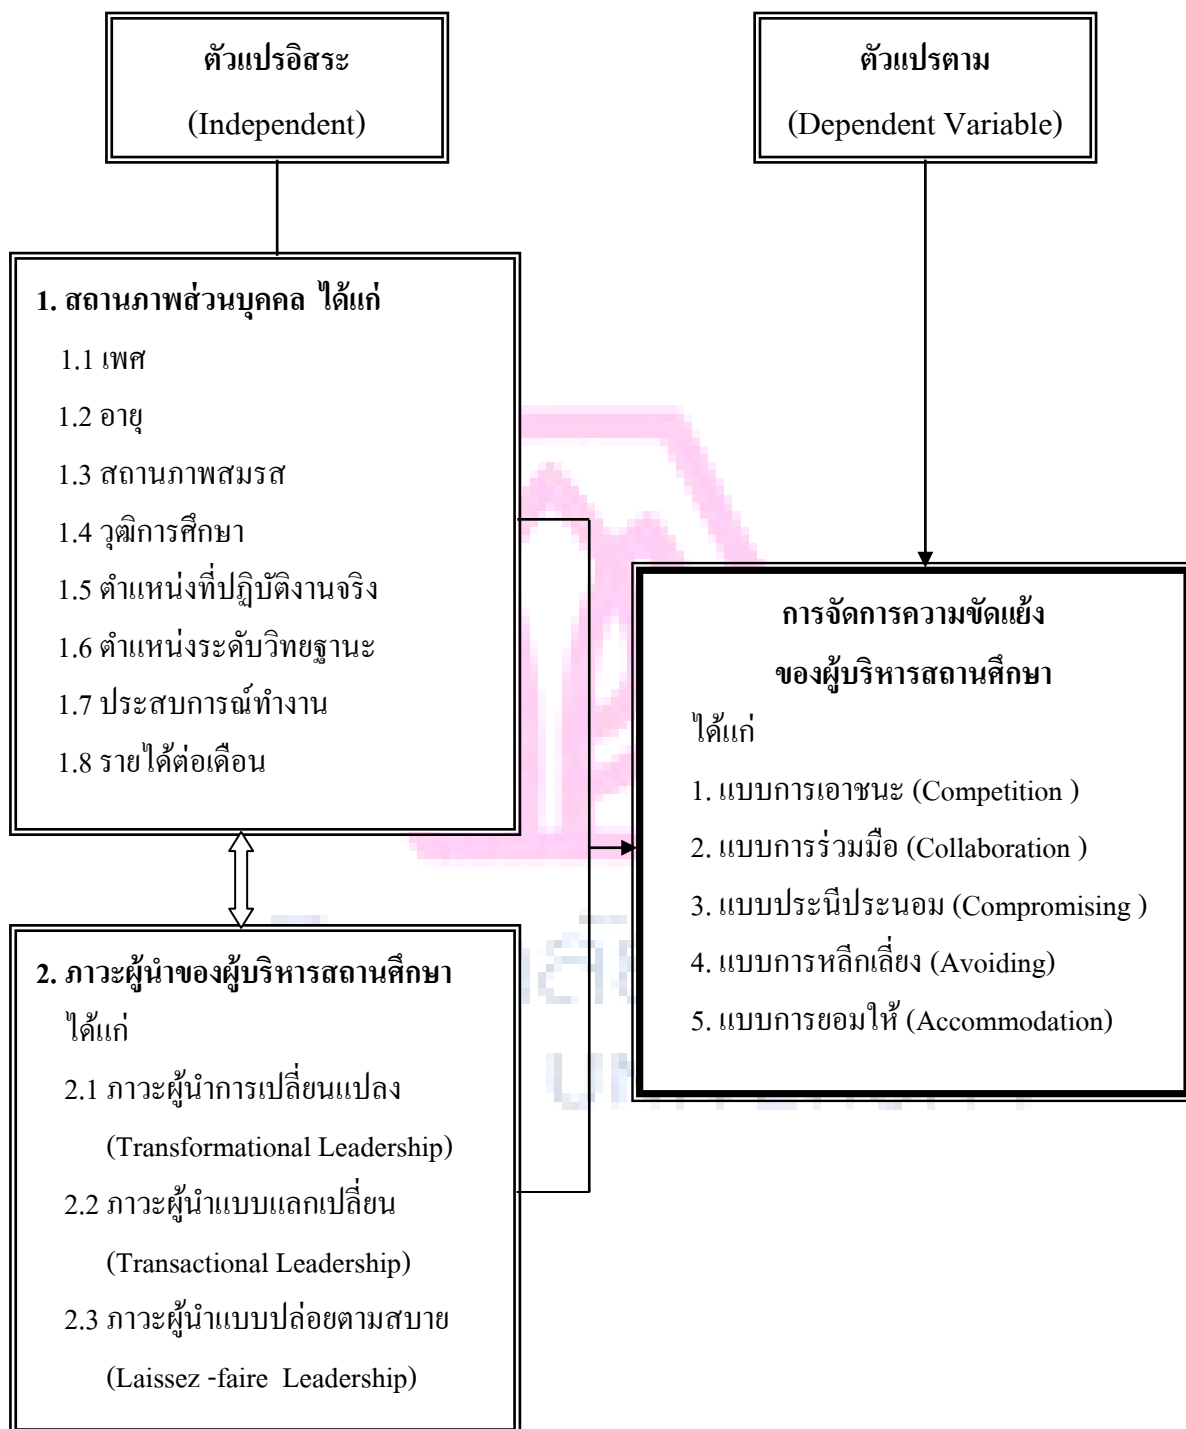 ตัวแปรอิสระ
(Independent)
ตัวแปรตาม
(Dependent Variable)
1. สถานภาพส่วนบุคคล ได้แก่
1.1 เพศ
1.2 อายุ
1.3 สถานภาพสมรส
1.4 วุฒิการศึกษา
1.5 ตำแหน่งที่ปฏิบัติงานจริง
1.6 ตำแหน่งระดับวิทยฐานะ
1.7 ประสบการณ์ทำงาน
1.8 รายได้ต่อเดือน
2. ภาวะผู้นำของผู้บริหารสถานศึกษา
ได้แก่
2.1 ภาวะผู้นำการเปลี่ยนแปลง
(Transformational Leadership)
2.2 ภาวะผู้นำแบบแลกเปลี่ยน
(Transactional Leadership)
2.3 ภาวะผู้นำแบบปล่อยตามสบาย
(Laissez -faire Leadership)
การจัดการความขัดแย้ง
ของผู้บริหารสถานศึกษา
ได้แก่
1. แบบการเอาชนะ (Competition )
2. แบบการร่วมมือ (Collaboration )
3. แบบประนีประนอม (Compromising )
4. แบบการหลีกเลี่ยง (Avoiding)
5. แบบการยอมให้ (Accommodation)